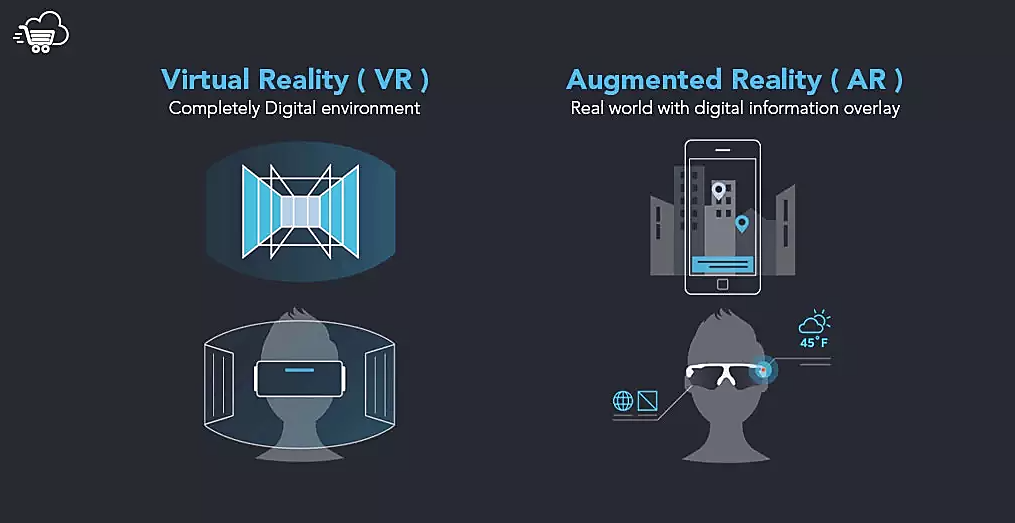 Virtual Reality ( VR )
Completely Digital environment
Augmented Reality ( AR )
Real world with digital information overlay
45°F